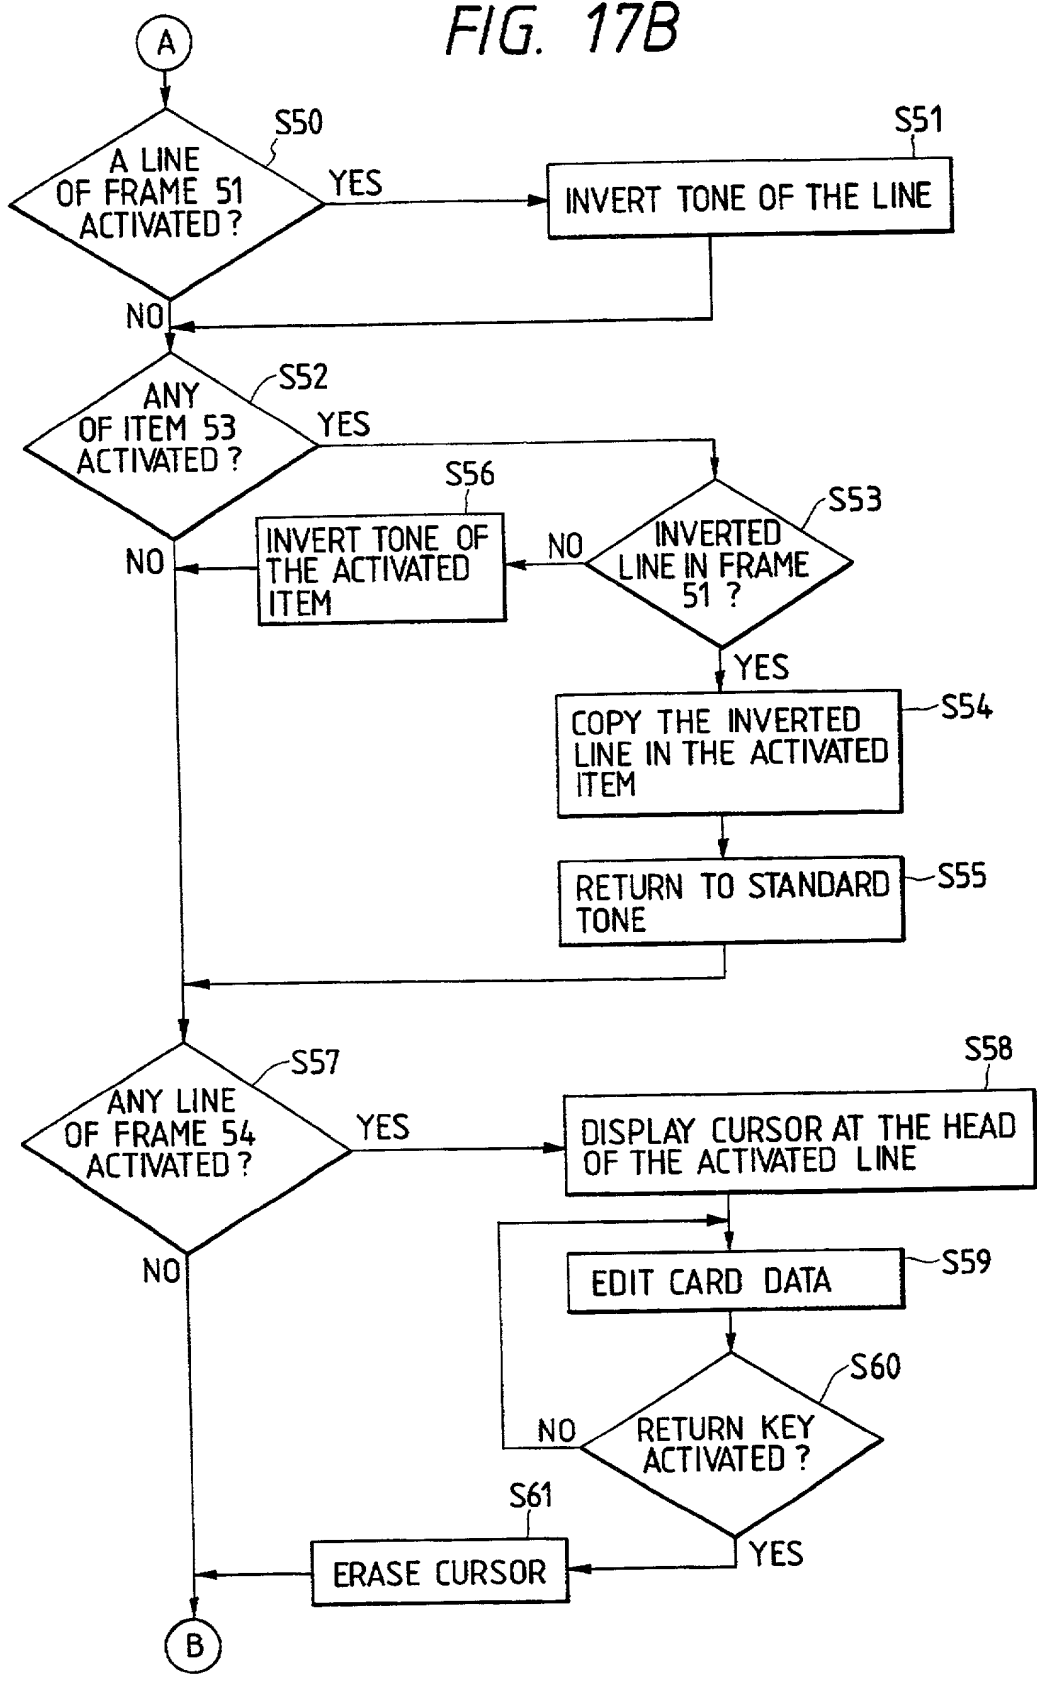 FIG. 17B
A
S50
A LINE
OF FRAME 51
ACTIVATED?
YES
S51
INVERT TONE OF THE LINE
NO
S52
ANY
OF ITEM 53
ACTIVATED?
YES
S53
INVERTED
LINE IN FRAME
51 ?
NO
S56
INVERT TONE OF
THE ACTIVATED
ITEM
NO
YES
S54
COPY THE INVERTED
LINE IN THE ACTIVATED
ITEM
S55
RETURN TO STANDARD
TONE
S57
ANY LINE
OF FRAME 54
ACTIVATED?
YES
S58
DISPLAY CURSOR AT THE HEAD
OF THE ACTIVATED LINE
NO
S59
EDIT CARD DATA
S60
RETURN KEY
ACTIVATED?
NO
YES
S61
ERASE CURSOR
B